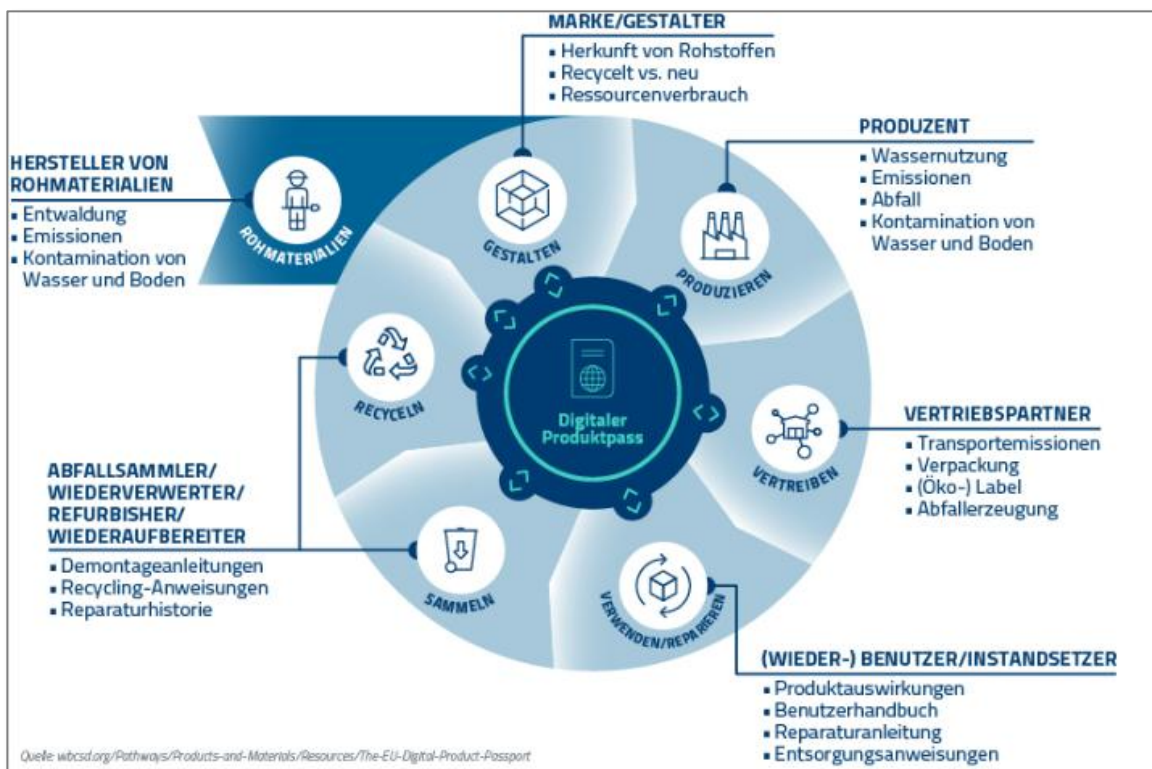 MARKE/GESTALTER
▪ Herkunft von Rohstoffen
▪ Recycelt vs. neu
▪ Ressourcenverbrauch
PRODUZENT
▪ Wassernutzung
▪ Emissionen
▪ Abfall
▪ Kontamination von
Wasser und Boden
HERSTELLER VON
ROHMATERIALIEN
▪ Entwaldung
▪ Emissionen
▪ Kontamination von
Wasser und Boden
ROHMATERIALIEN
GESTALTEN
PRODUZIEREN
Digitaler
Produktpass
RECYCELN
VERTREIBEN
VERTRIEBSPARTNER
▪ Transportemissionen
▪ Verpackung
▪ (Öko-) Label
▪ Abfallerzeugung
ABFALLSAMMLER/
WIEDERVERWERTER/
REFURBISHER/
WIEDERAUFBEREITER
▪ Demontageanleitungen
▪ Recycling-Anweisungen
▪ Reparaturhistorie
SAMMELN
VERWENDEN/REPARIEREN
(WIEDER-) BENUTZER/INSTANDSETZER
▪ Produktauswirkungen
▪ Benutzerhandbuch
▪ Reparaturanleitung
▪ Entsorgungsanweisungen
Quelle: wbcsd.org/Pathways/Products-and-Materials/Resources/The-EU-Digital-Product-Passport